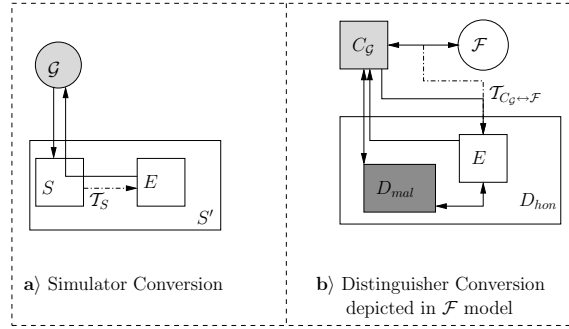 𝒢
S
E
𝒯_S
S′
a⟩ Simulator Conversion
C_𝒢
ℱ
𝒯_{C_𝒢↔ℱ}
E
D_mal
D_hon
b⟩ Distinguisher Conversion
depicted in ℱ model